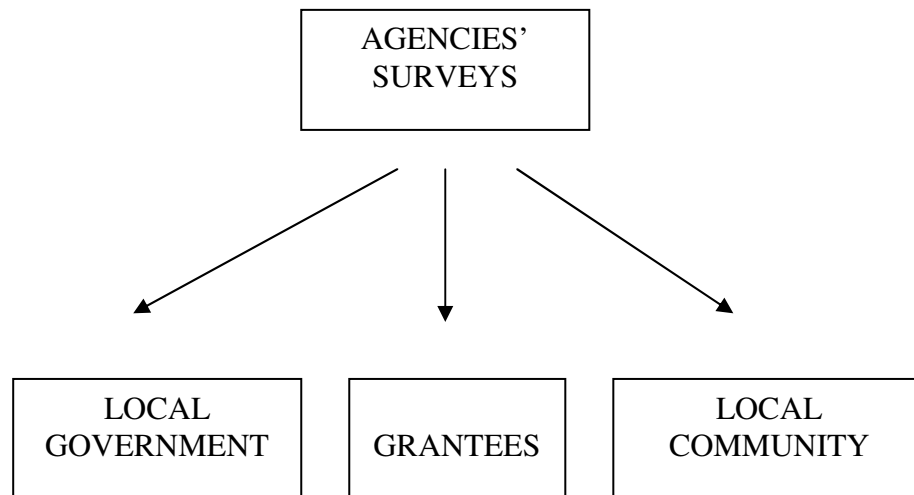 AGENCIES’
SURVEYS
LOCAL
GOVERNMENT
GRANTEES
LOCAL
COMMUNITY